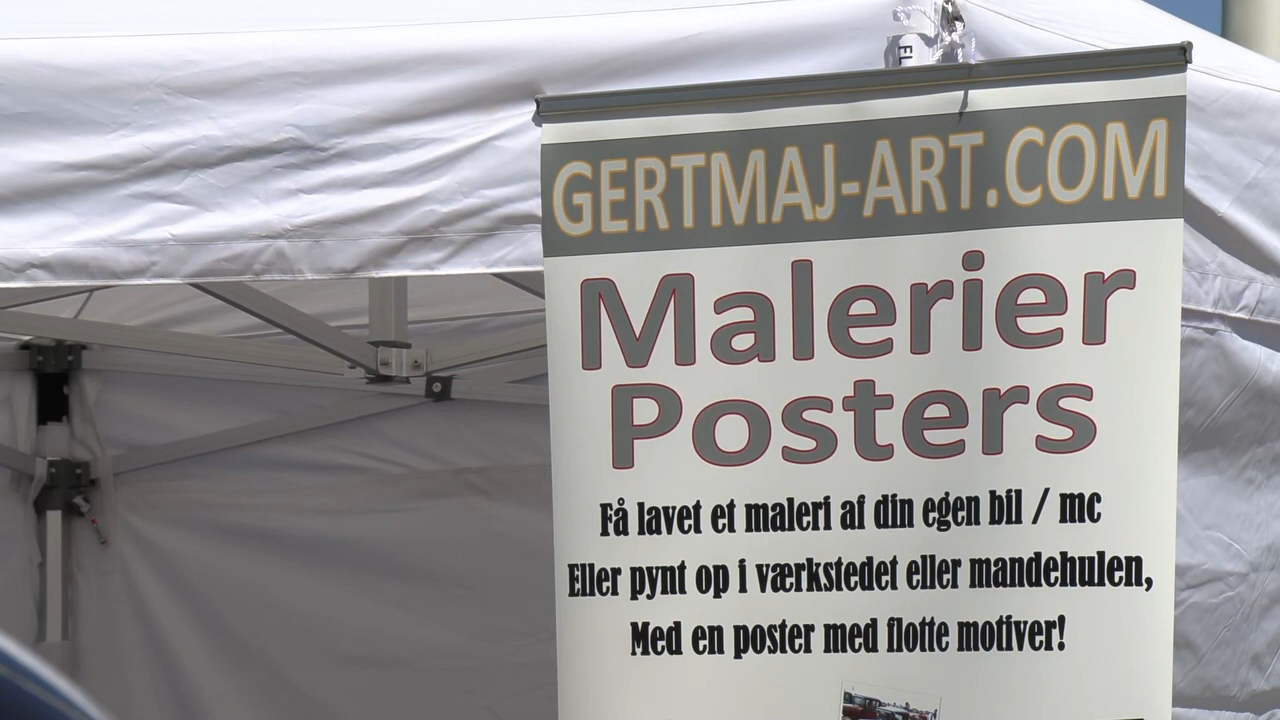 GERTMAJ-ART.COM
Malerier
Posters
Få lavet et maleri af din egen bil / mc
Eller pynt op i værkstedet eller mandehulen,
Med en poster med flotte motiver!